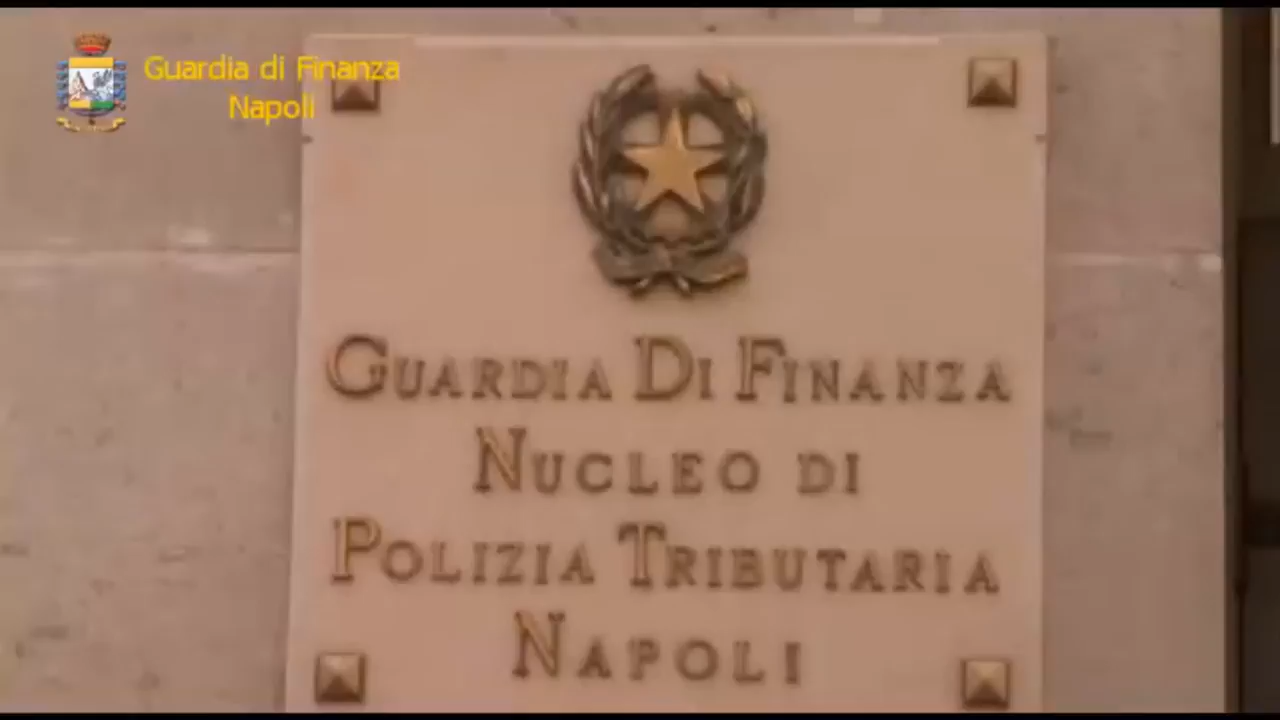 Guardia di Finanza
Napoli
GUARDIA DI FINANZA
NUCLEO DI
POLIZIA TRIBUTARIA
NAPOLI